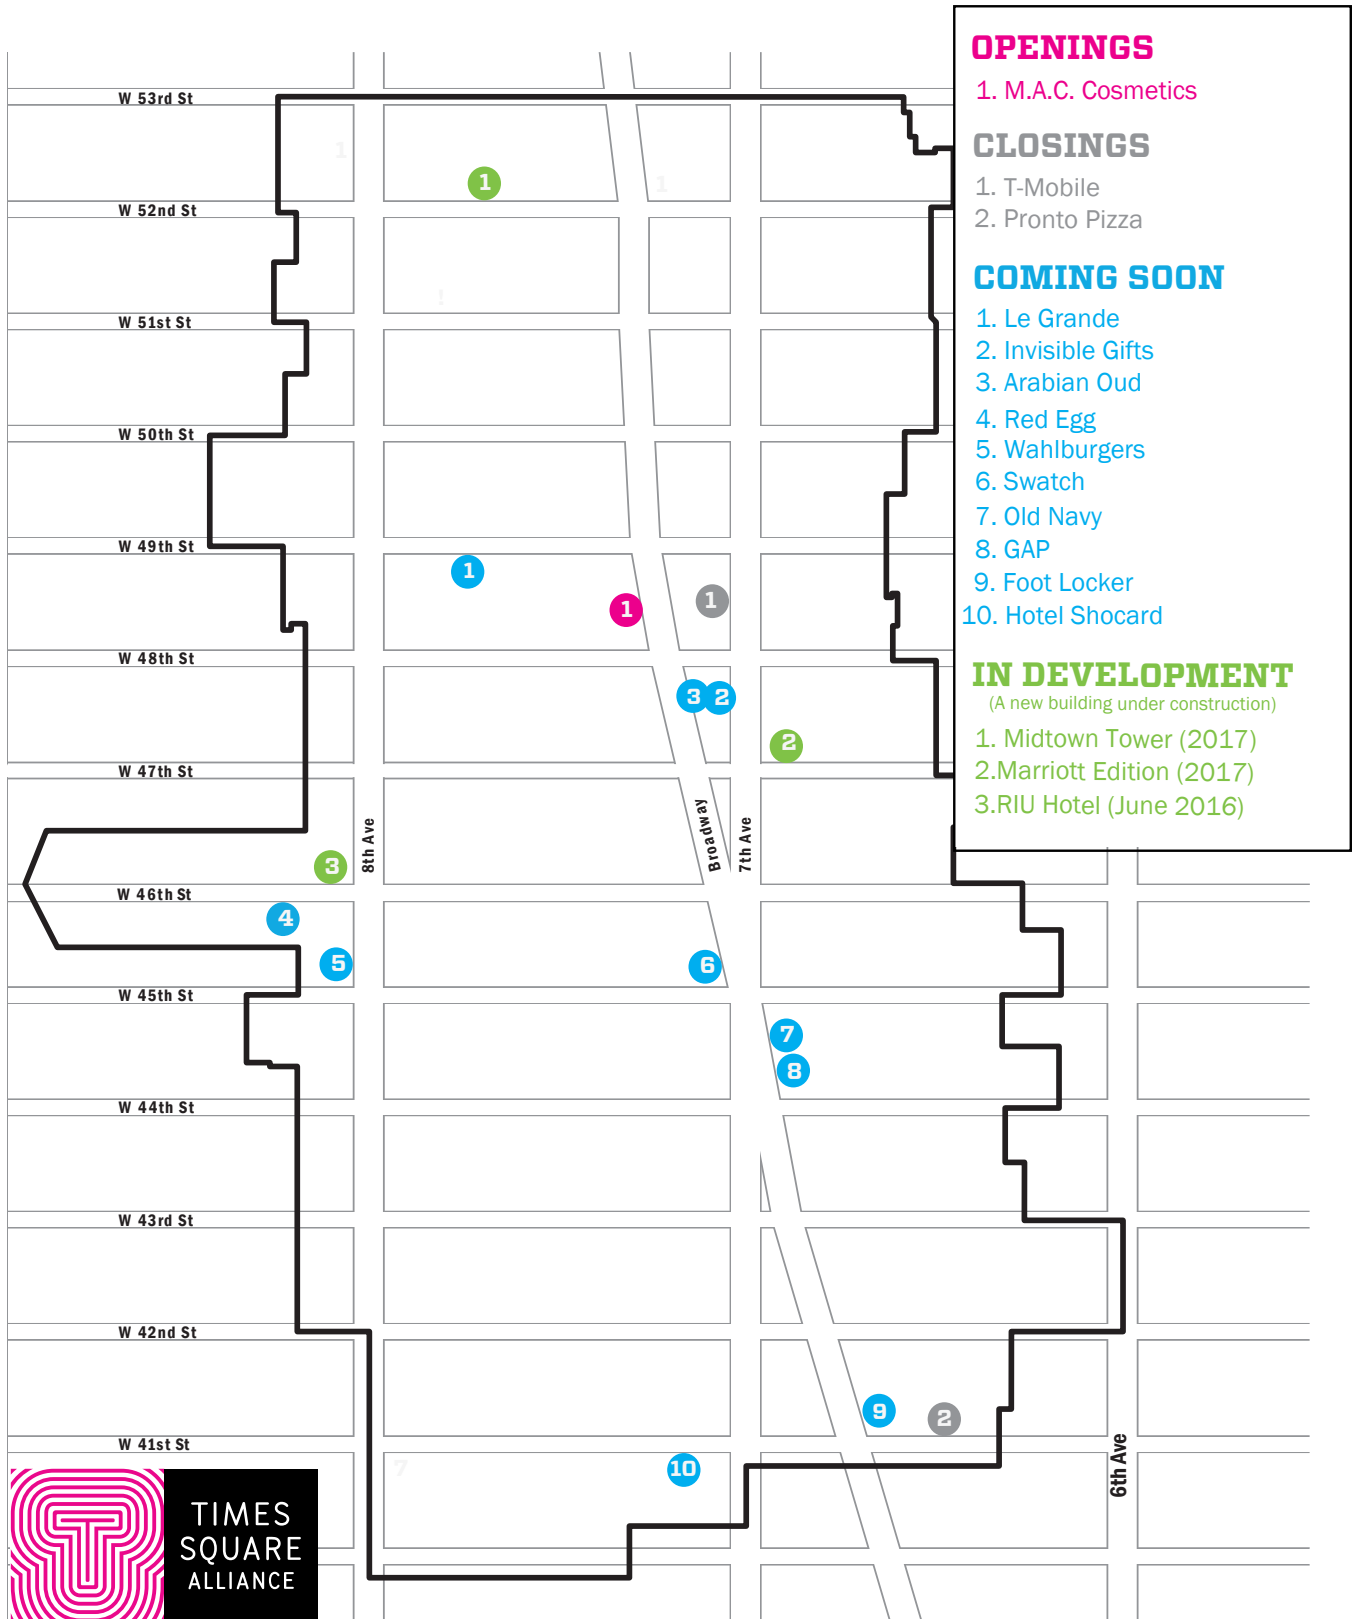 OPENINGS
1. M.A.C. Cosmetics
CLOSINGS
1. T-Mobile
2. Pronto Pizza
COMING SOON
1. Le Grande
2. Invisible Gifts
3. Arabian Oud
4. Red Egg
5. Wahlburgers
6. Swatch
7. Old Navy
8. GAP
9. Foot Locker
10. Hotel Shocard
IN DEVELOPMENT
(A new building under construction)
1. Midtown Tower (2017)
2.Marriott Edition (2017)
3.RIU Hotel (June 2016)
W 53rd St
1
1
1
W 52nd St
W 51st St
W 50th St
W 49th St
1
1
1
W 48th St
3
2
2
W 47th St
8th Ave
Broadway
7th Ave
3
W 46th St
4
5
6
W 45th St
7
8
W 44th St
W 43rd St
W 42nd St
9
2
W 41st St
6th Ave
7
10
TIMES
SQUARE
ALLIANCE